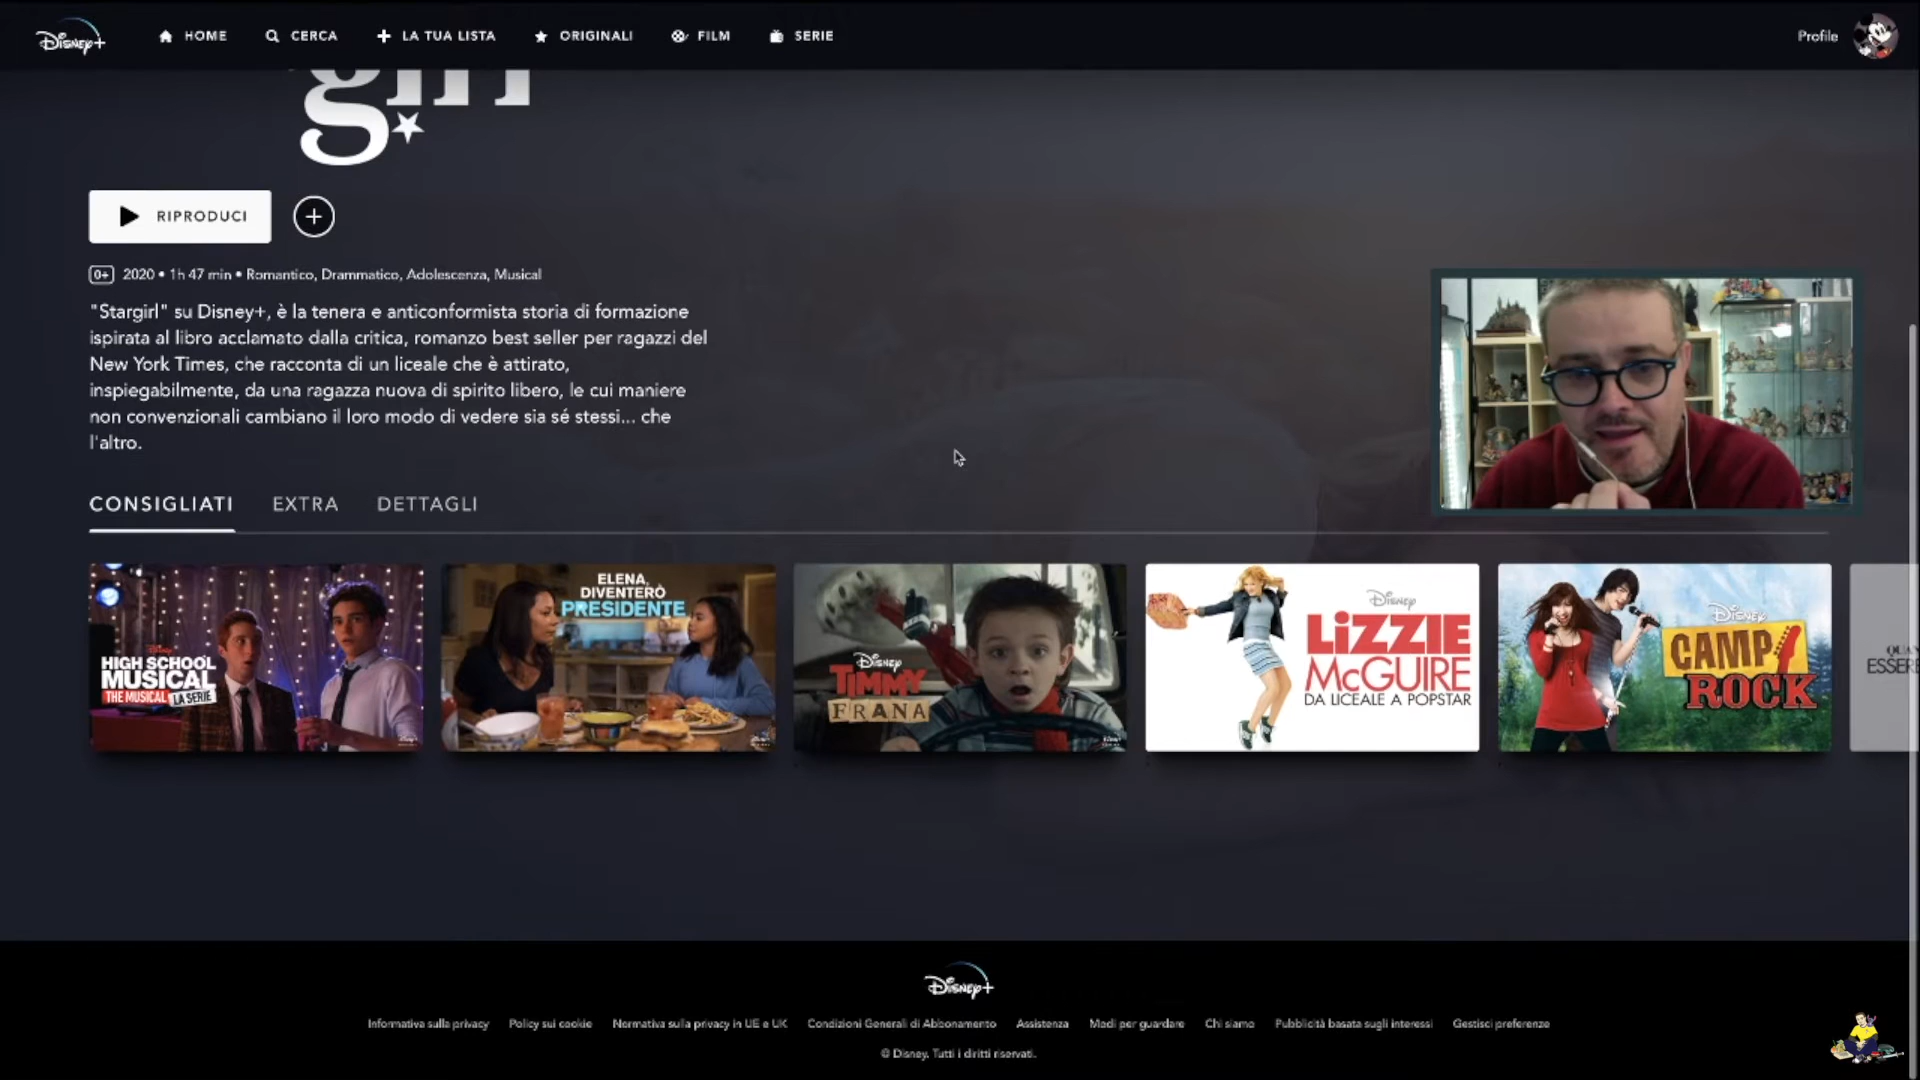 Disney+ HOME CERCA LA TUA LISTA ORIGINALI FILM SERIE Profile
girl
RIPRODUCI
0+ 2020 • 1h 47 min • Romantico, Drammatico, Adolescenza, Musical
"Stargirl" su Disney+, è la tenera e anticonformista storia di formazione
ispirata al libro acclamato dalla critica, romanzo best seller per ragazzi del
New York Times, che racconta di un liceale che è attirato,
inspiegabilmente, da una ragazza nuova di spirito libero, le cui maniere
non convenzionali cambiano il loro modo di vedere sia sé stessi... che
l'altro.
CONSIGLIATI EXTRA DETTAGLI
Disney
HIGH SCHOOL
MUSICAL
THE MUSICAL LA SERIE
Disney+
ELENA,
DIVENTERÒ
PRESIDENTE
Disney
TIMMY
FRANA
Disney
LiZZIE
McGUIRE
DA LICEALE A POPSTAR
Disney
CAMP
ROCK
QUAN
ESSERE
Disney+
Informativa sulla privacy Policy sui cookie Normativa sulla privacy in UE e UK Condizioni Generali di Abbonamento Assistenza Modi per guardare Chi siamo Pubblicità basata sugli interessi Gestisci preferenze
© Disney. Tutti i diritti riservati.